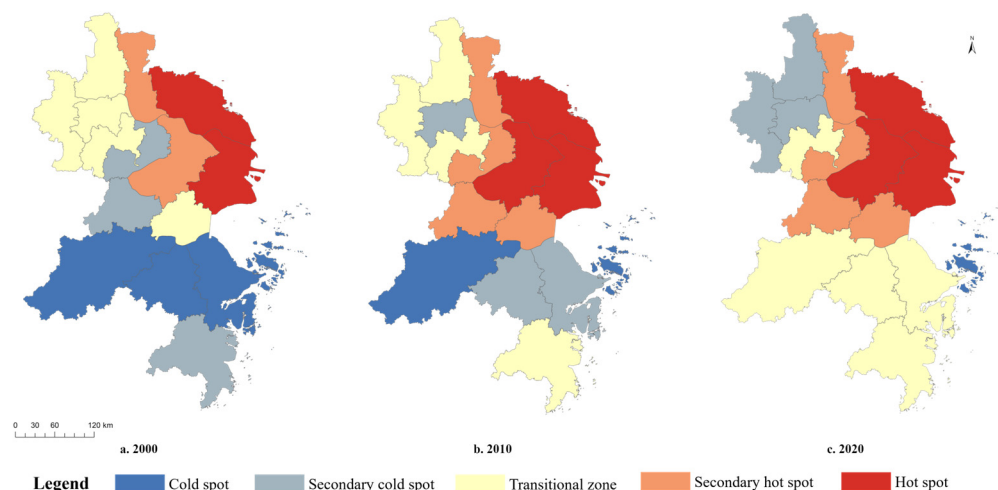 N
0 30 60 120 km
a. 2000 b. 2010 c. 2020
Legend Cold spot Secondary cold spot Transitional zone Secondary hot spot Hot spot